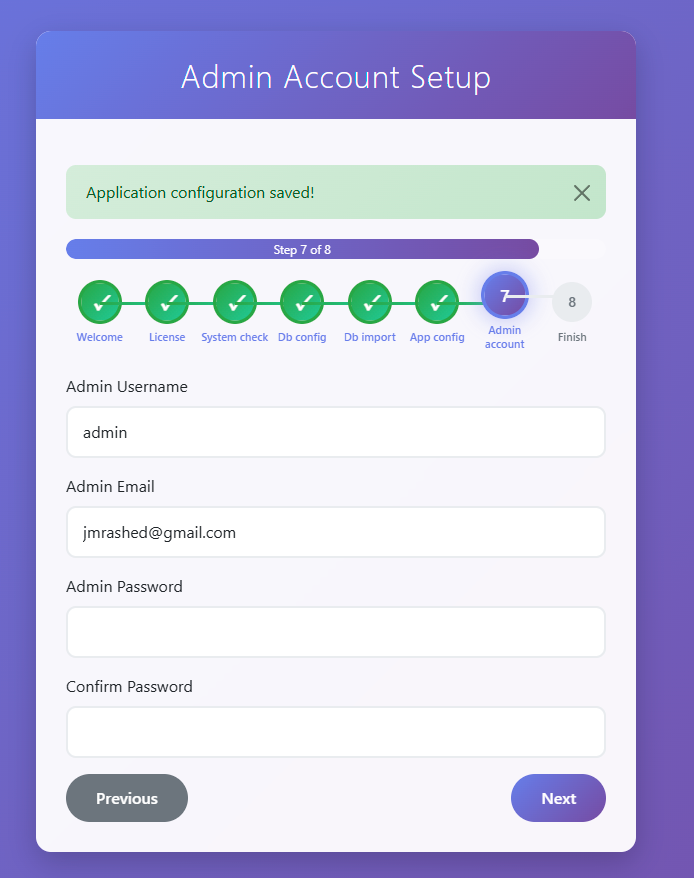 Admin Account Setup
Application configuration saved!
Step 7 of 8
7
8
Welcome
License
System check
Db config
Db import
App config
Admin
account
Finish
Admin Username
admin
Admin Email
jmrashed@gmail.com
Admin Password
Confirm Password
Previous
Next